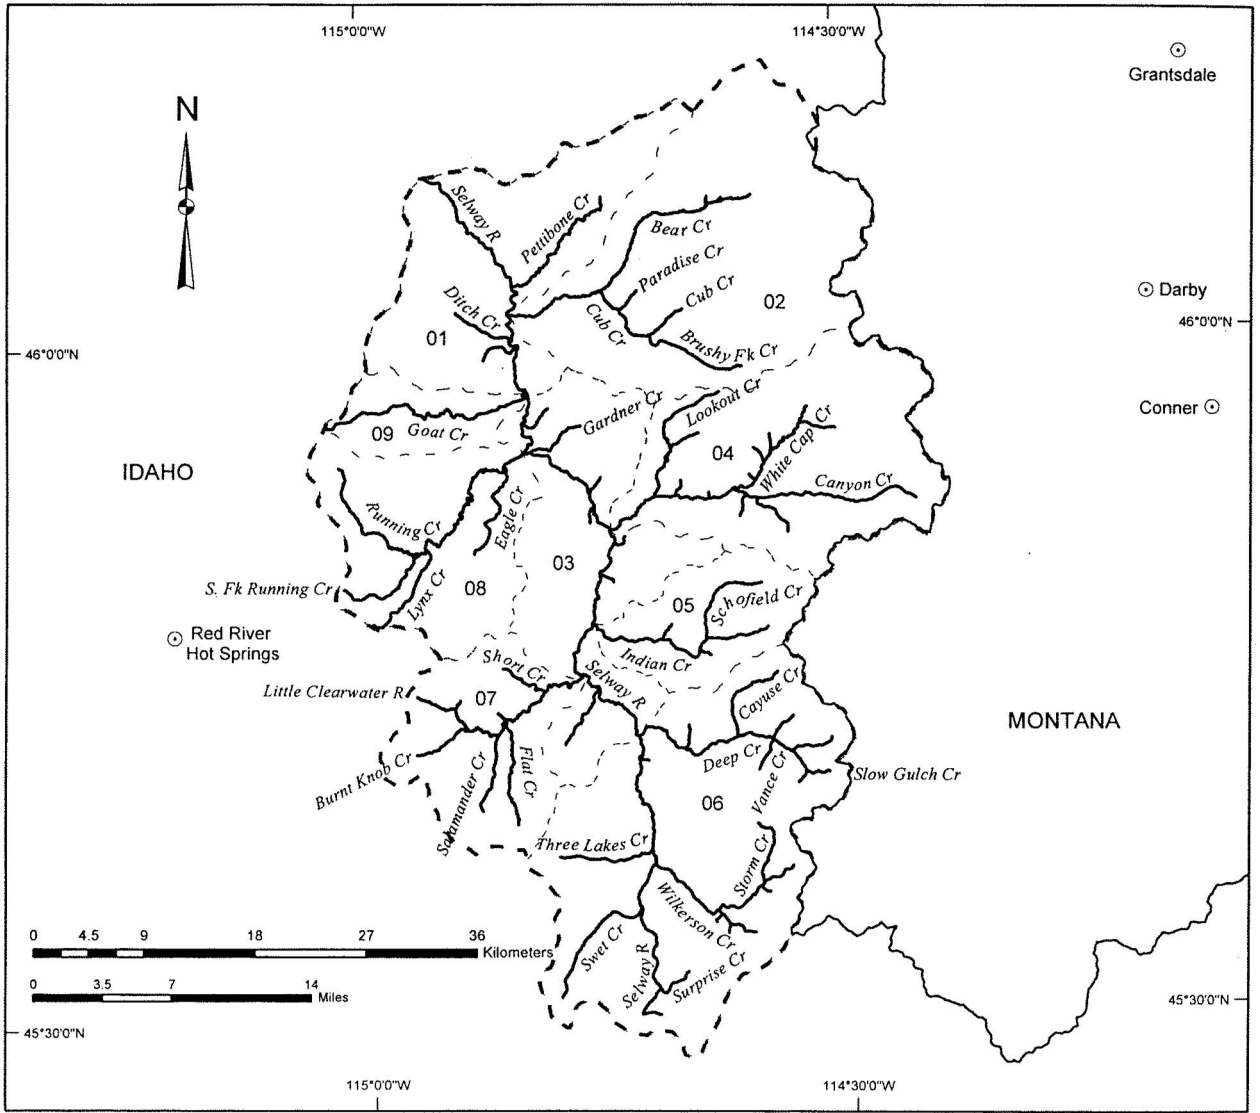 115°0'0"W
114°30'0"W
Grantsdale
N
Selway R
Pettibone Cr
Bear Cr
Paradise Cr
Cub Cr
Ditch Cr
Cub Cr
02
Darby
46°0'0"N
01
Brushy Fk Cr
46°0'0"N
Lookout Cr
Gardner Cr
Conner
White Cap Cr
09
Goat Cr
04
IDAHO
Canyon Cr
Running Cr
Eagle Cr
03
S. Fk Running Cr
Lynx Cr
08
05
Schofield Cr
Red River
Hot Springs
Short Cr
Indian Cr
Selway R
Little Clearwater R
07
Cayuse Cr
MONTANA
Burnt Knob Cr
Salamander Cr
Flat Cr
Deep Cr
Vance Cr
Slow Gulch Cr
06
Three Lakes Cr
Storm Cr
Wilkerson Cr
Swet Cr
Selway R
Surprise Cr
0 4.5 9 18 27 36
Kilometers
0 3.5 7 14
Miles
45°30'0"N
45°30'0"N
115°0'0"W
114°30'0"W